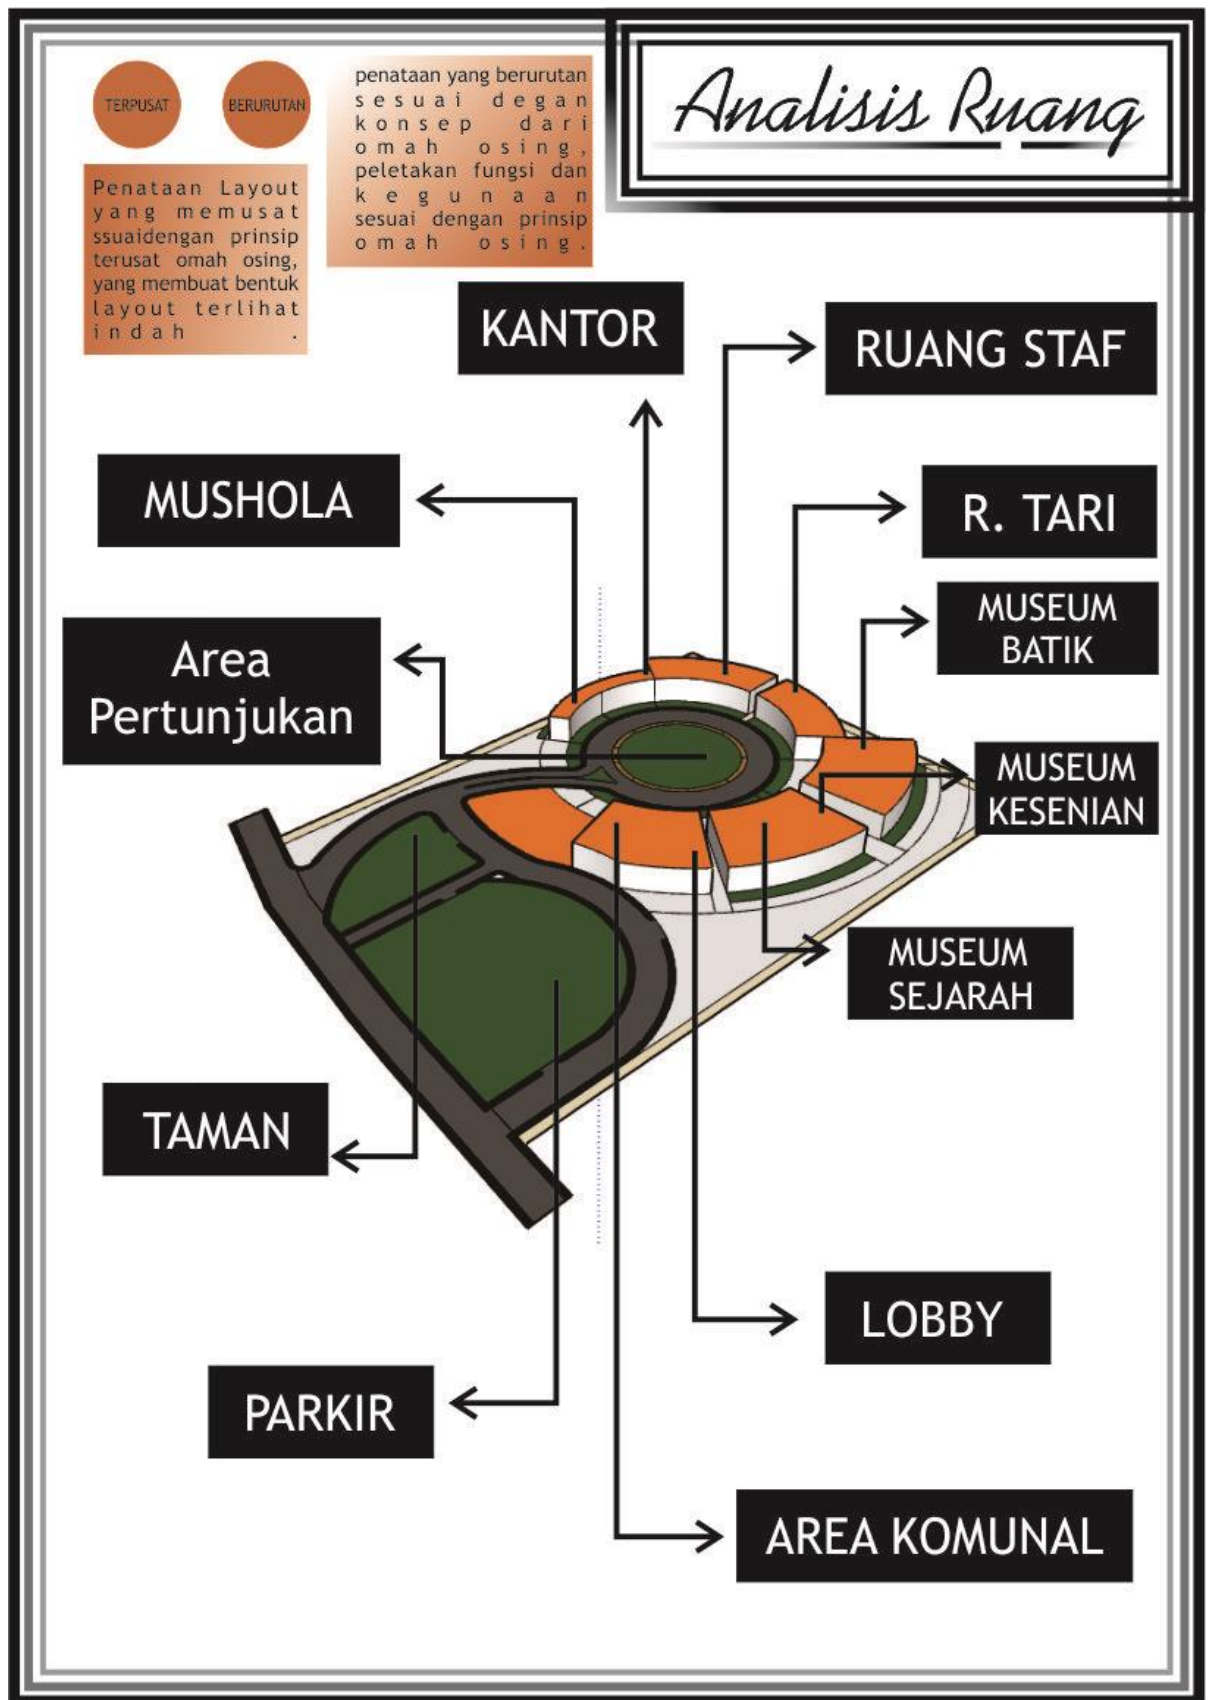 Analisis Ruang
TERPUSAT
BERURUTAN
Penataan Layout
yang memusat
ssuaidengan prinsip
terusat omah osing,
yang membuat bentuk
layout terlihat
indah .
penataan yang berurutan
sesuai degan
konsep dari
omah osing,
peletakan fungsi dan
kegunaan
sesuai dengan prinsip
omah osing.
KANTOR
RUANG STAF
MUSHOLA
R. TARI
MUSEUM
BATIK
Area
Pertunjukan
MUSEUM
KESENIAN
MUSEUM
SEJARAH
TAMAN
LOBBY
PARKIR
AREA KOMUNAL